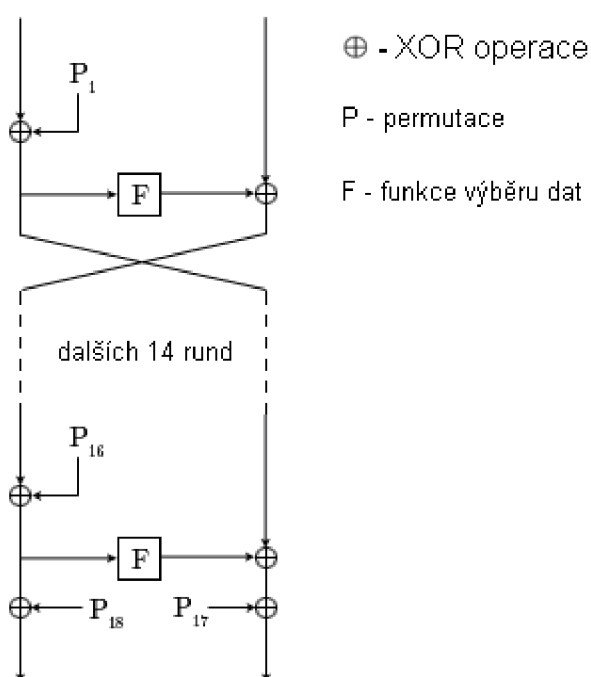 ⊕ - XOR operace
P₁
P - permutace
F
F - funkce výběru dat
dalších 14 rund
P₁₆
F
P₁₈
P₁₇